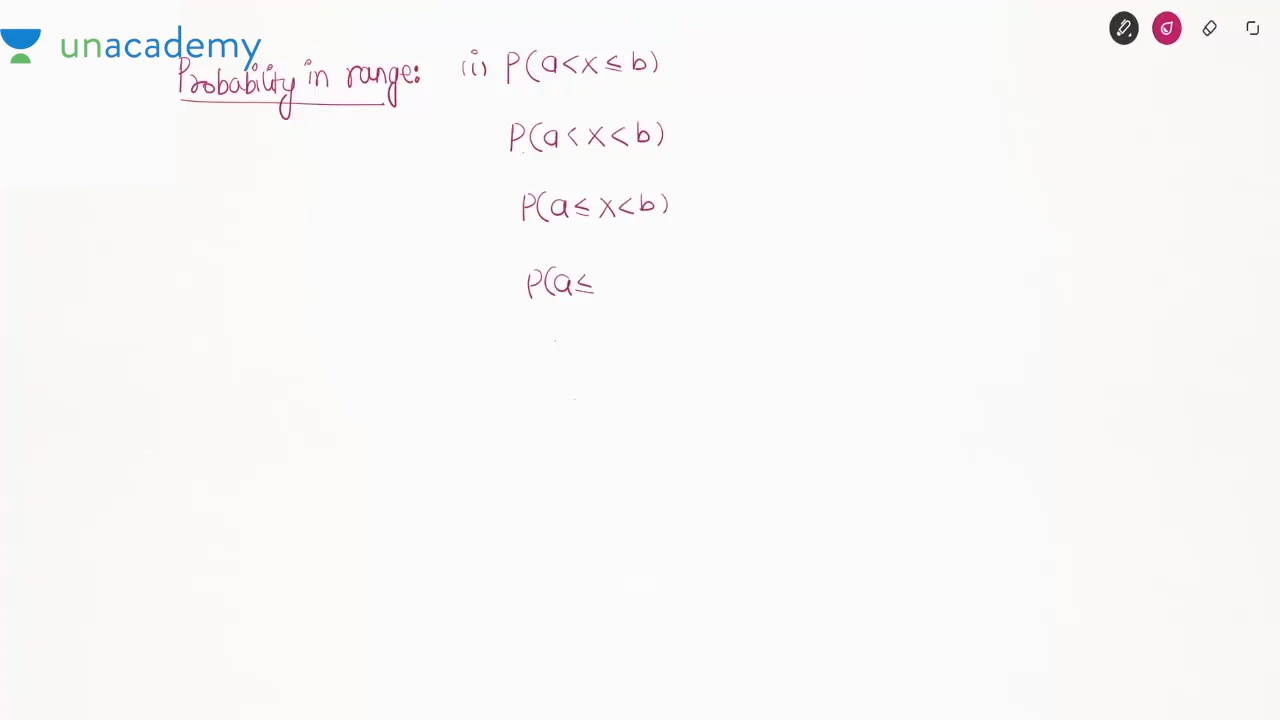 unacademy
Probability in range: (i) P(a<x≤b)
P(a<x<b)
P(a≤x<b)
P(a≤